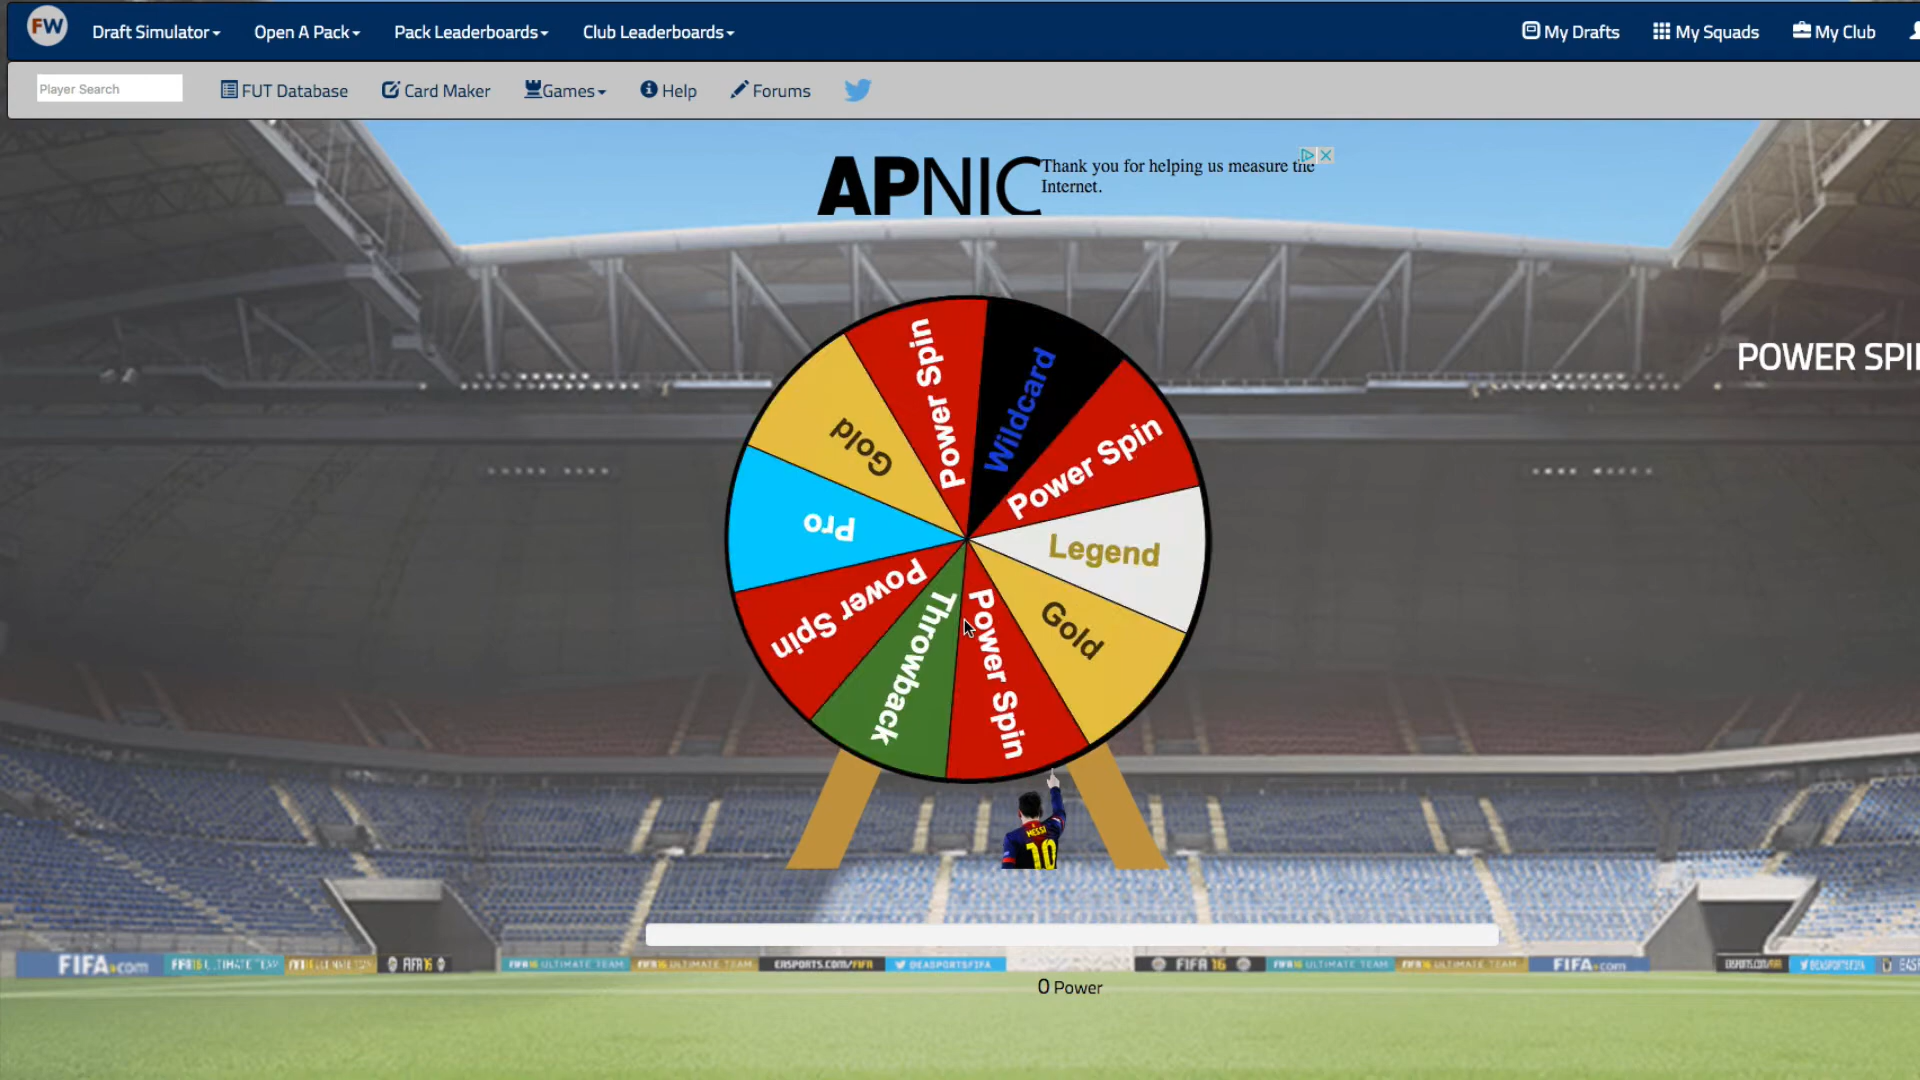 FW
Draft Simulator
Open A Pack
Pack Leaderboards
Club Leaderboards
My Drafts
My Squads
My Club
Player Search
FUT Database
Card Maker
Games
Help
Forums
APNIC
Thank you for helping us measure the
Internet.
POWER SPI
Power Spin
Wildcard
Power Spin
Legend
Gold
Power Spin
Throwback
Power Spin
Pro
Gold
MESSI
10
FIFA.com
FIFA 16
EASPORTS.COM/FIFA
FIFA 16
FIFA.com
0 Power